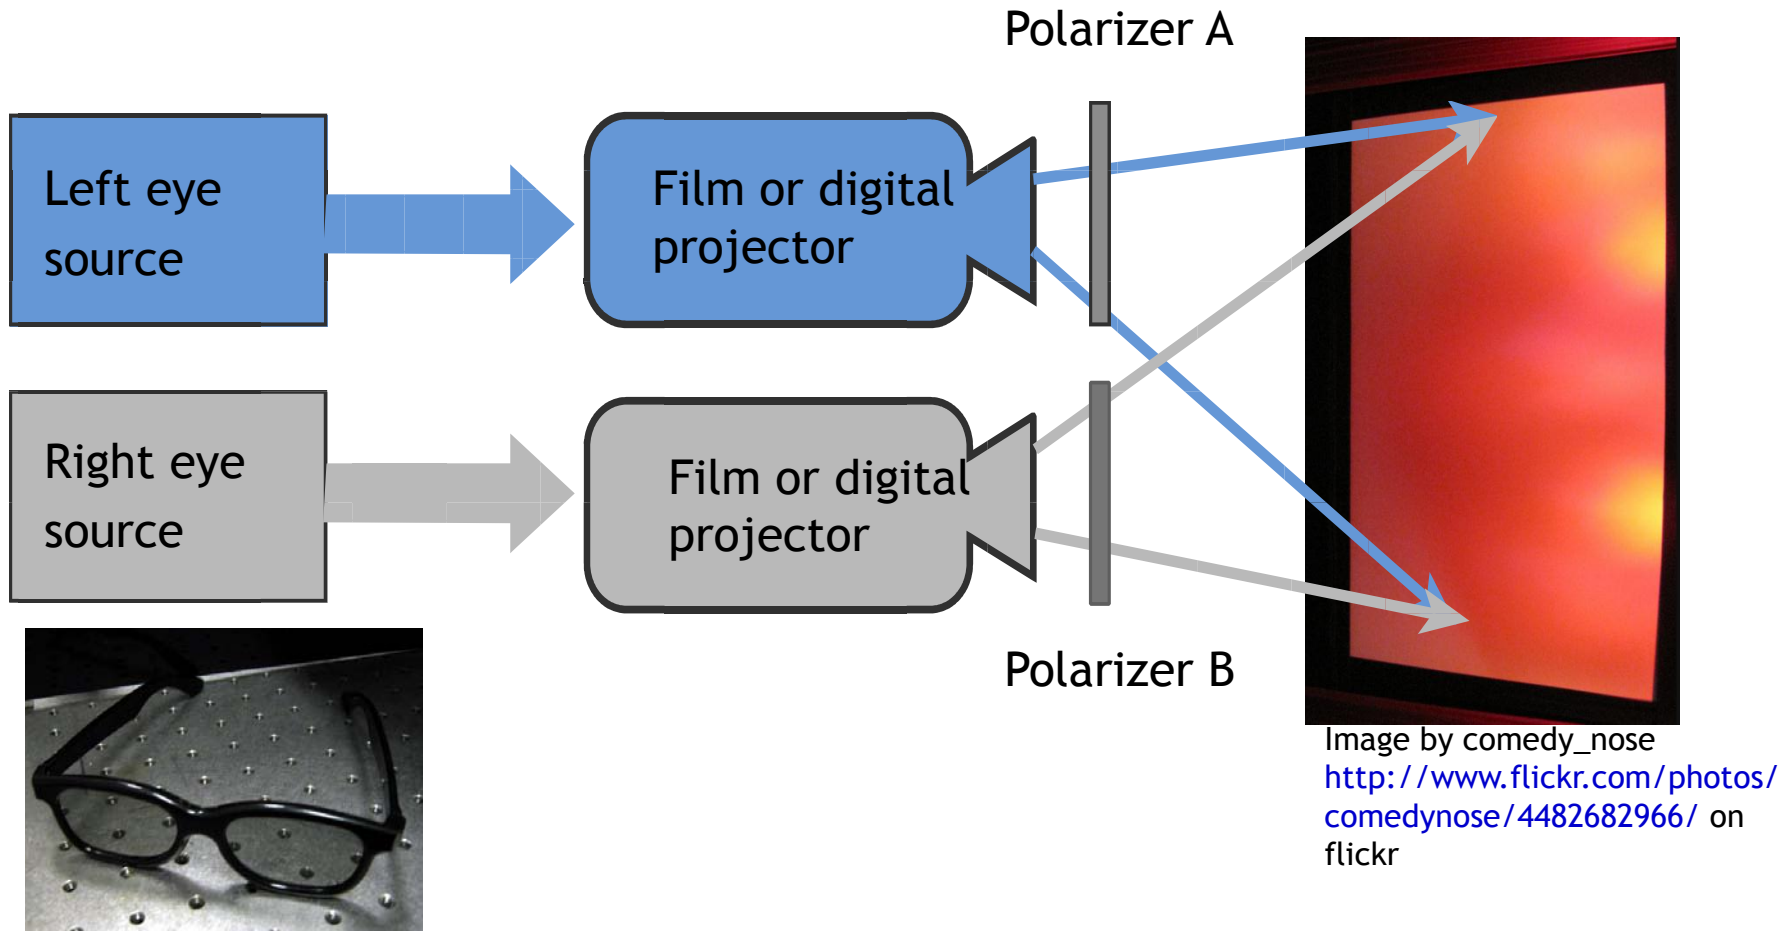 Polarizer A
Left eye
source
Film or digital
projector
Right eye
source
Film or digital
projector
Polarizer B
Image by comedy_nose
http://www.flickr.com/photos/
comedynose/4482682966/ on
flickr